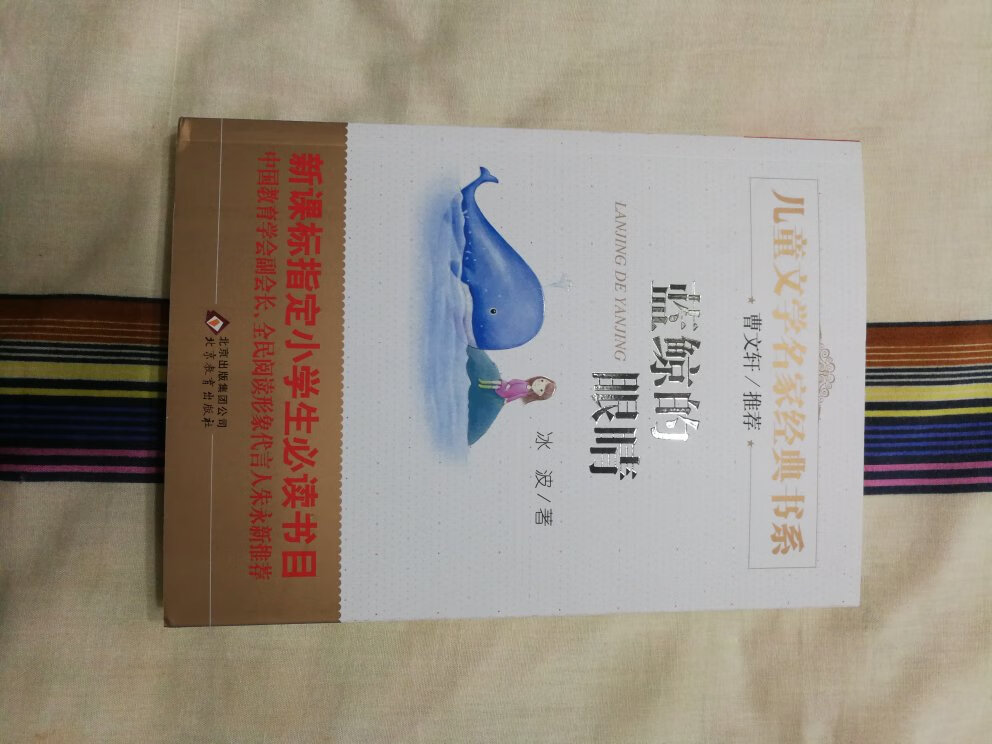 儿童文学名家经典书系
★曹文轩/推荐★
蓝鲸的
眼睛
LANJING DE YANJING
冰 波/著
新课标指定小学生必读书目
中国教育学会副会长、全民阅读形象代言人朱永新推荐
北京出版集团公司
北京教育出版社